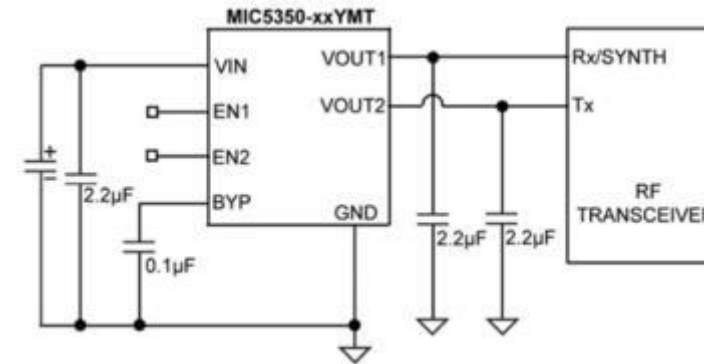 MIC5350-xxYMT
VIN
VOUT1
Rx/SYNTH
EN1
VOUT2
Tx
+
EN2
2.2µF
BYP
GND
RF
TRANSCEIVER
2.2µF
2.2µF
0.1µF